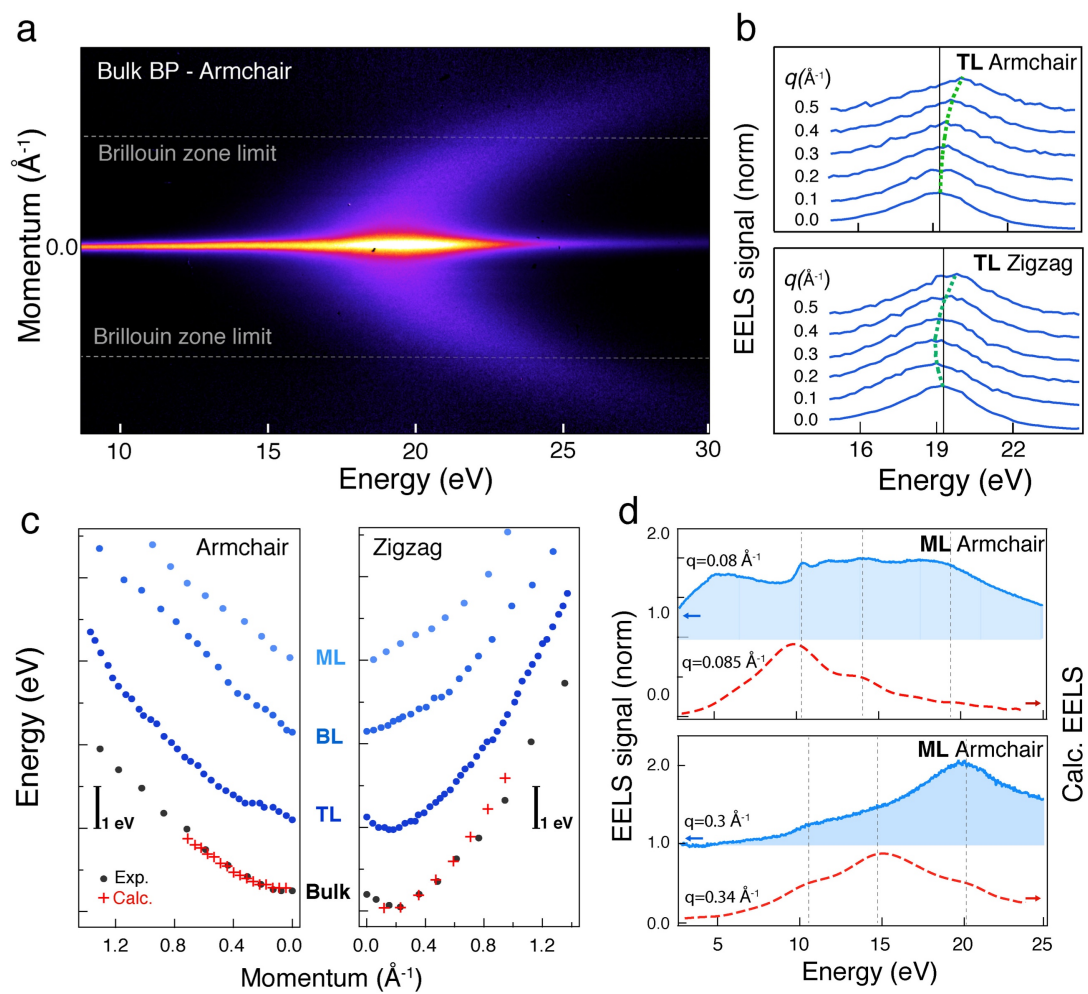 a
Bulk BP - Armchair
Brillouin zone limit
Brillouin zone limit
Momentum (Å-1)
0.0
10 15 20 25 30
Energy (eV)
b
TL Armchair
q(Å-1)
0.5
0.4
0.3
0.2
0.1
0.0
TL Zigzag
q(Å-1)
0.5
0.4
0.3
0.2
0.1
0.0
EELS signal (norm)
16 19 22
Energy (eV)
c
Armchair
Zigzag
ML
BL
TL
Bulk
1 eV
1 eV
Exp.
Calc.
Energy (eV)
1.2 0.8 0.4 0.0
0.0 0.4 0.8 1.2
Momentum (Å-1)
d
ML Armchair
q=0.08 Å-1
q=0.085 Å-1
2.0
1.0
0.0
ML Armchair
q=0.3 Å-1
q=0.34 Å-1
2.0
1.0
0.0
EELS signal (norm)
Calc. EELS
5 10 15 20 25
Energy (eV)